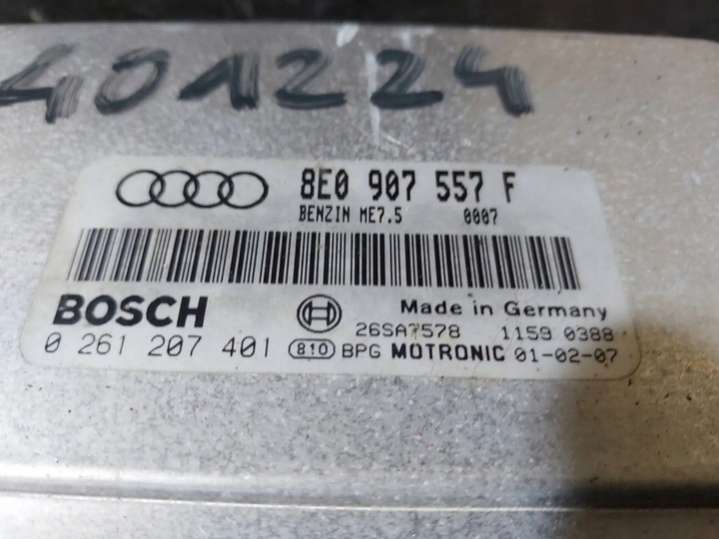 401224
8E0 907 557 F
BENZIN ME7.5 0007
BOSCH Made in Germany
26SA7578 1159 0388
0 261 207 401 810 BPG MOTRONIC 01-02-07